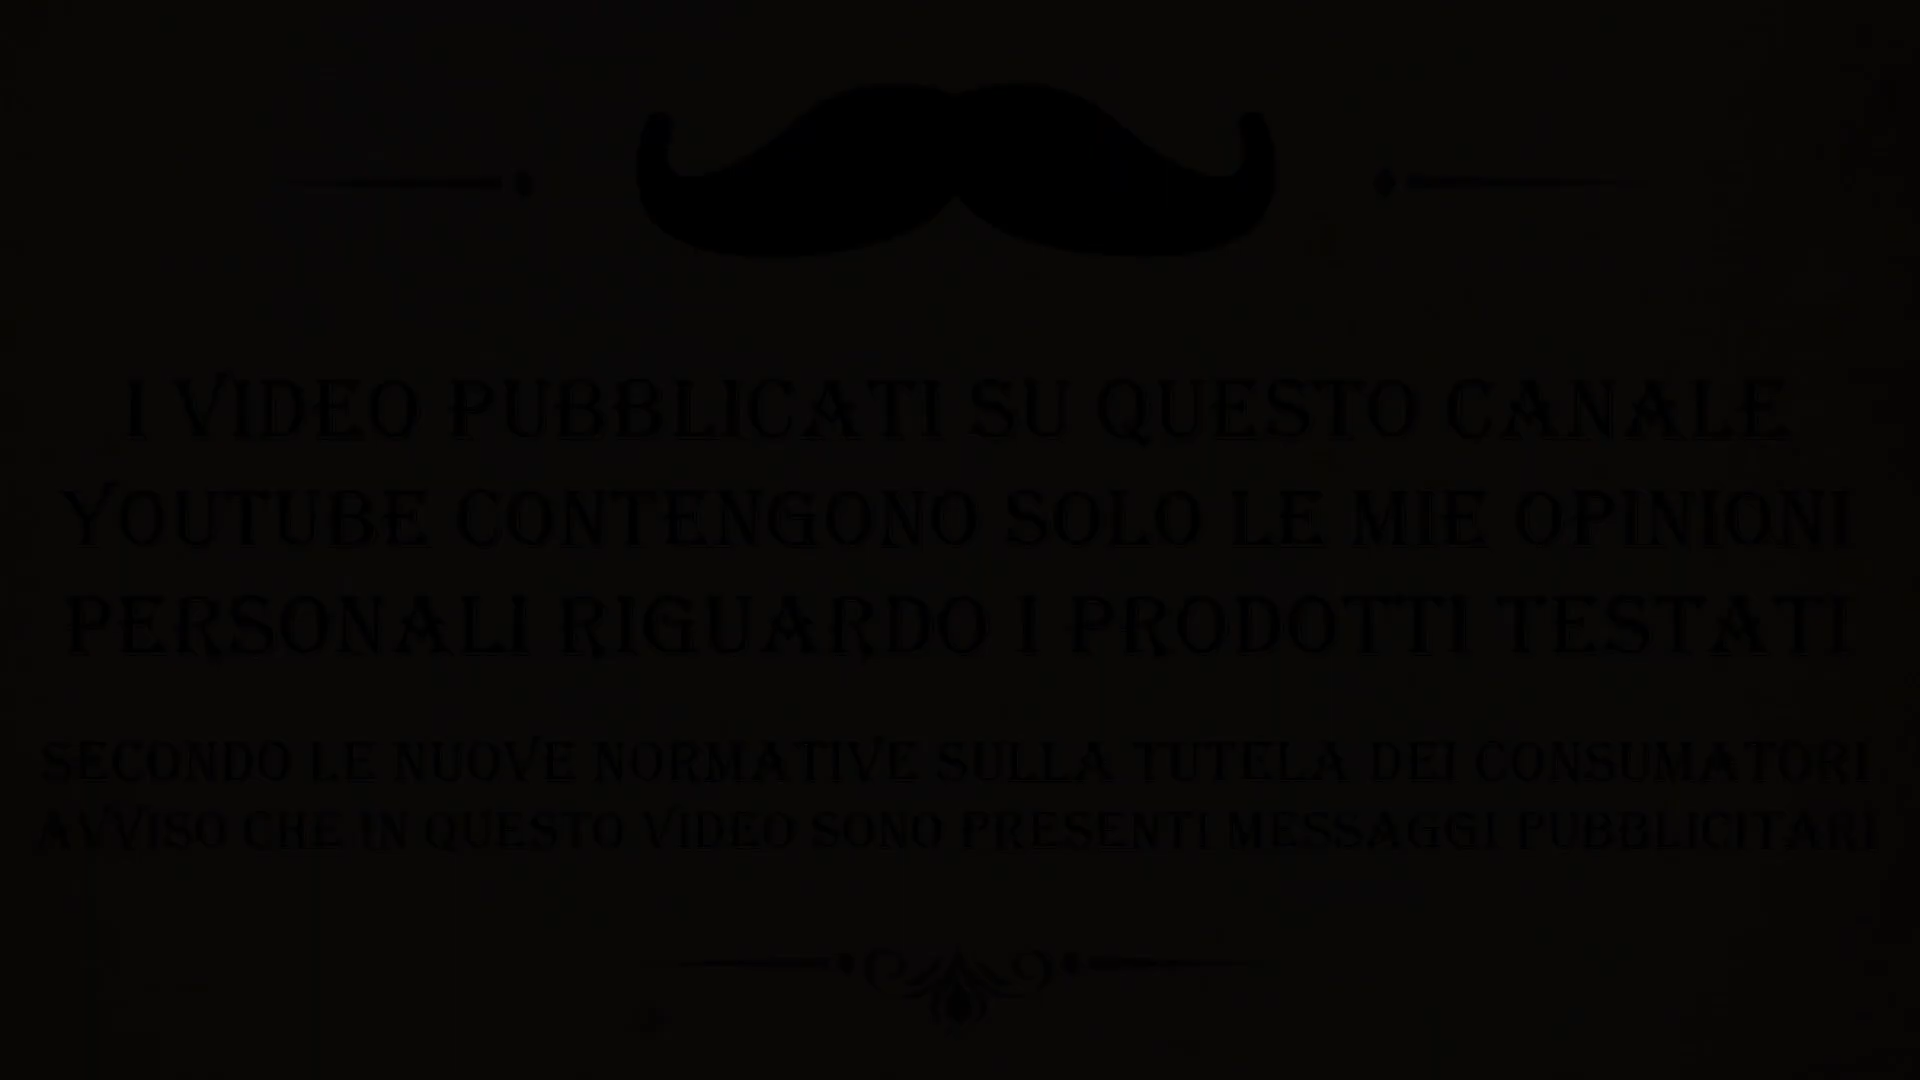 I VIDEO PUBBLICATI SU QUESTO CANALE
YOUTUBE CONTENGONO SOLO LE MIE OPINIONI
PERSONALI RIGUARDO I PRODOTTI TESTATI
SECONDO LE NUOVE NORMATIVE SULLA TUTELA DEI CONSUMATORI
AVVISO CHE IN QUESTO VIDEO SONO PRESENTI MESSAGGI PUBBLICITARI